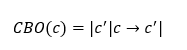 CBO(c) = |c′|c → c′|